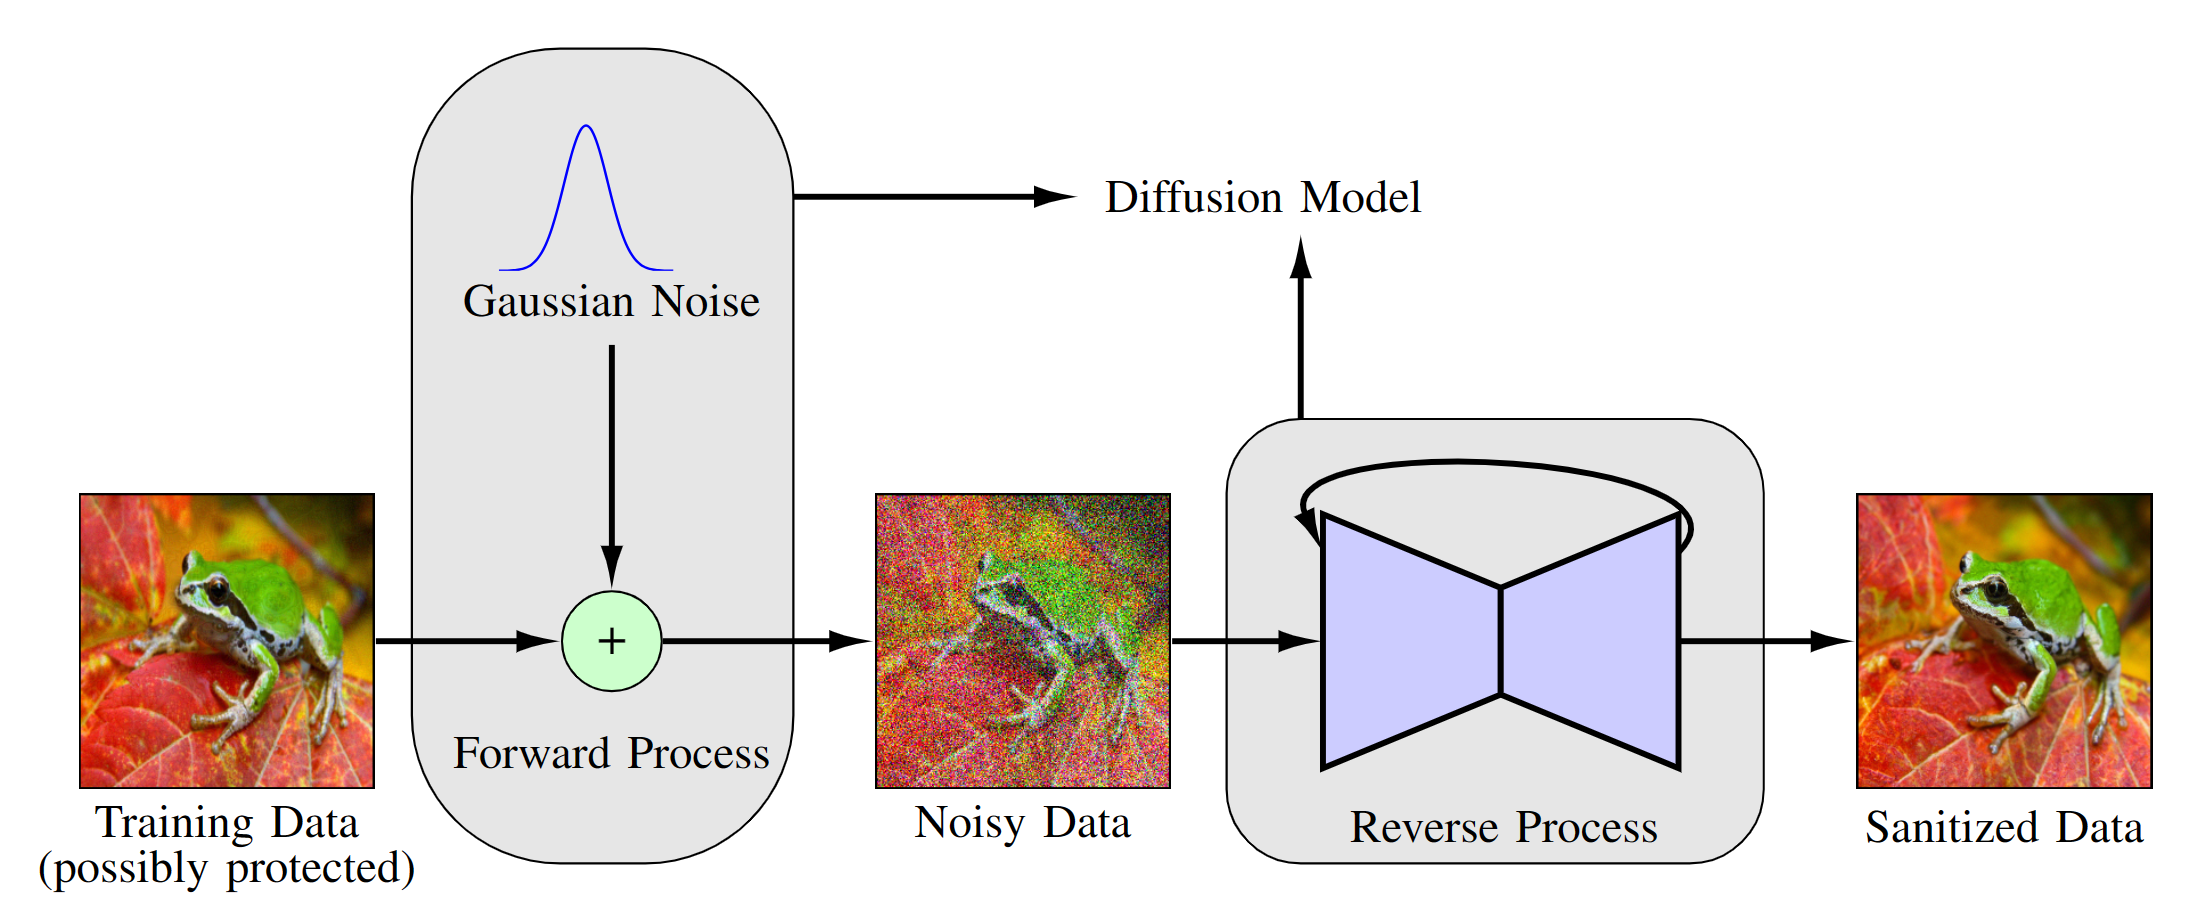 Diffusion Model
Gaussian Noise
+
Forward Process
Training Data
(possibly protected)
Noisy Data
Reverse Process
Sanitized Data